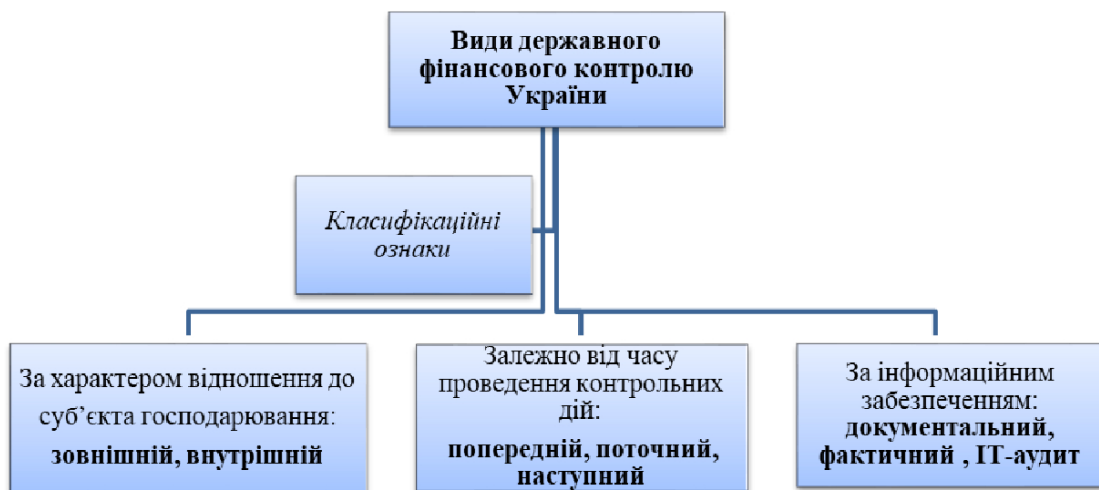 Види державного
фінансового контролю
України
Класифікаційні
ознаки
За характером відношення до
суб’єкта господарювання:
зовнішній, внутрішній
Залежно від часу
проведення контрольних
дій:
попередній, поточний,
наступний
За інформаційним
забезпеченням:
документальний,
фактичний , ІТ-аудит